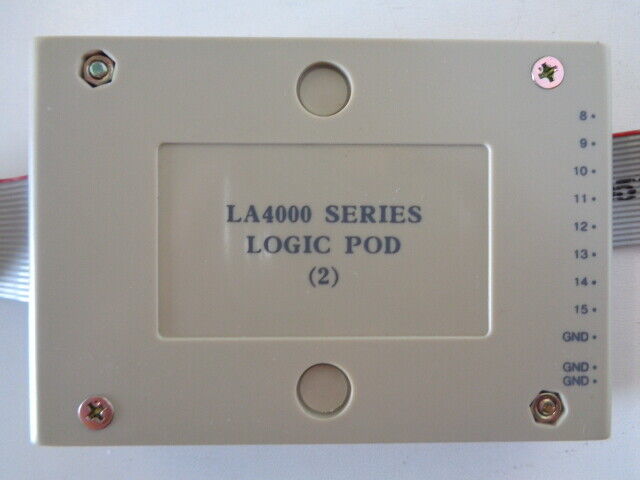 LA4000 SERIES
LOGIC POD
(2)
8
9
10
11
12
13
14
15
GND
GND
GND